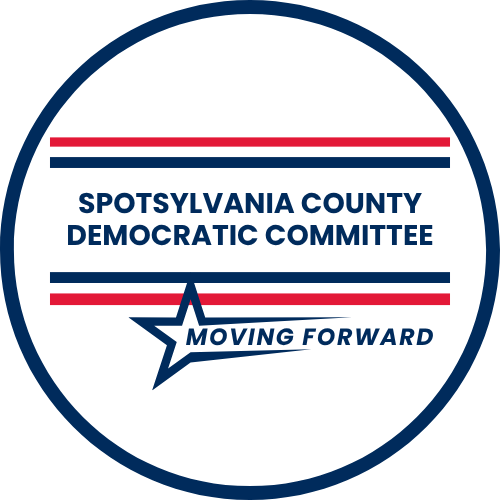 SPOTSYLVANIA COUNTY
DEMOCRATIC COMMITTEE
MOVING FORWARD